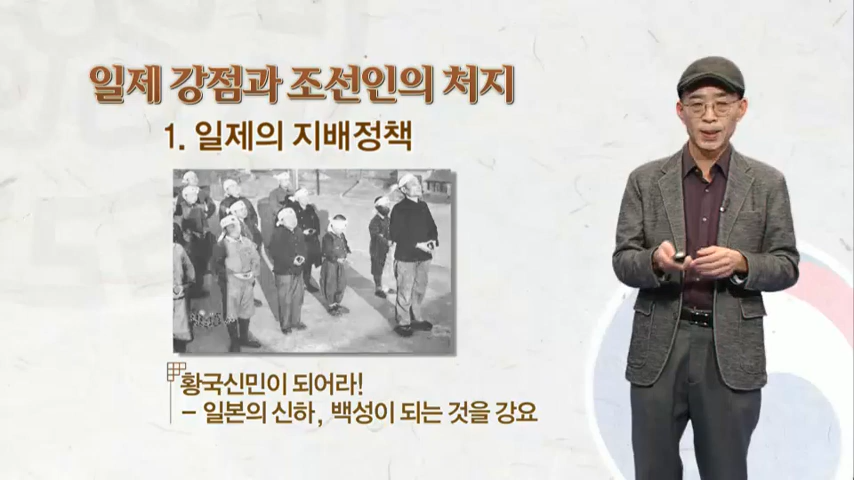 일제 강점과 조선인의 처지
1. 일제의 지배정책
황국신민이 되어라!
– 일본의 신하, 백성이 되는 것을 강요